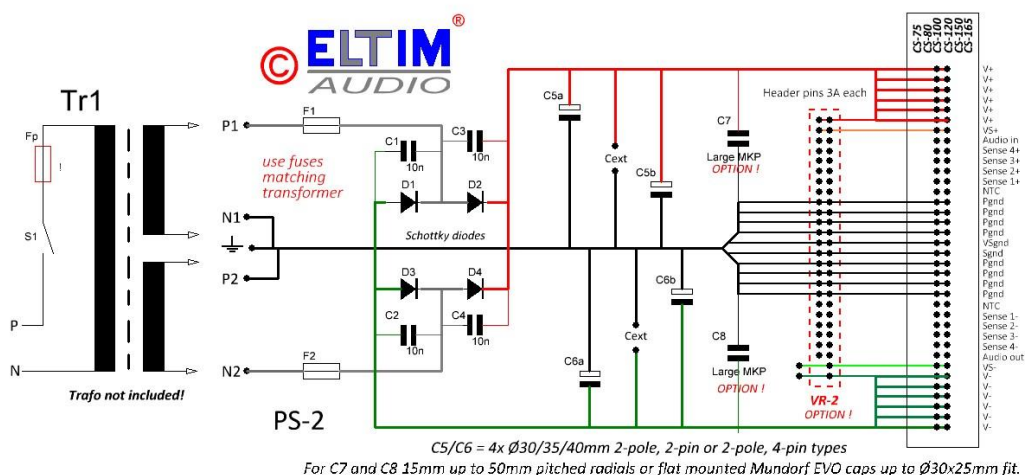 © ELTIM ®
AUDIO
Tr1
Fp
!
S1
P
N
Trafo not included!
P1
F1
use fuses
matching
transformer
N1
P2
N2
F2
PS-2
C1
10n
C3
10n
D1
D2
Schottky diodes
D3
D4
C2
10n
C4
10n
C5a
Cext
C5b
C6a
Cext
C6b
C7
Large MKP
OPTION !
C8
Large MKP
OPTION !
Header pins 3A each
VR-2
OPTION !
CS-75
CS-80
CS-100
CS-120
CS-150
CS-165
V+
V+
V+
V+
V+
V+
VS+
Audio in
Sense 4+
Sense 3+
Sense 2+
Sense 1+
NTC
Pgnd
Pgnd
Pgnd
Pgnd
VSgnd
Sgnd
Pgnd
Pgnd
Pgnd
Pgnd
NTC
Sense 1-
Sense 2-
Sense 3-
Sense 4-
Audio out
VS-
V-
V-
V-
V-
V-
V-
C5/C6 = 4x Ø30/35/40mm 2-pole, 2-pin or 2-pole, 4-pin types
For C7 and C8 15mm up to 50mm pitched radials or flat mounted Mundorf EVO caps up to Ø30x25mm fit.